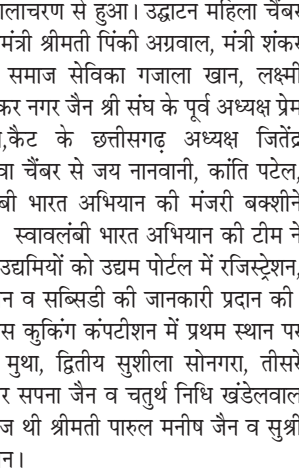 लाचरण से हुआ। उद्घाटन महिला चैंबर
मंत्री श्रीमती पिंकी अग्रवाल, मंत्री शंकर
समाज सेविका गजाला खान, लक्ष्मी
कर नगर जैन श्री संघ के पूर्व अध्यक्ष प्रेम
,कैट के छत्तीसगढ़ अध्यक्ष जितेंद्र
वा चैंबर से जय नानवानी, कांति पटेल,
बी भारत अभियान की मंजरी बक्शीने
स्वावलंबी भारत अभियान की टीम ने
उद्यमियों को उद्यम पोर्टल में रजिस्ट्रेशन,
न व सब्सिडी की जानकारी प्रदान की
स कुकिंग कंपटीशन में प्रथम स्थान पर
मुथा, द्वितीय सुशीला सोनगरा, तीसरे
र सपना जैन व चतुर्थ निधि खंडेलवाल
ज थी श्रीमती पारुल मनीष जैन व सुश्री
न।